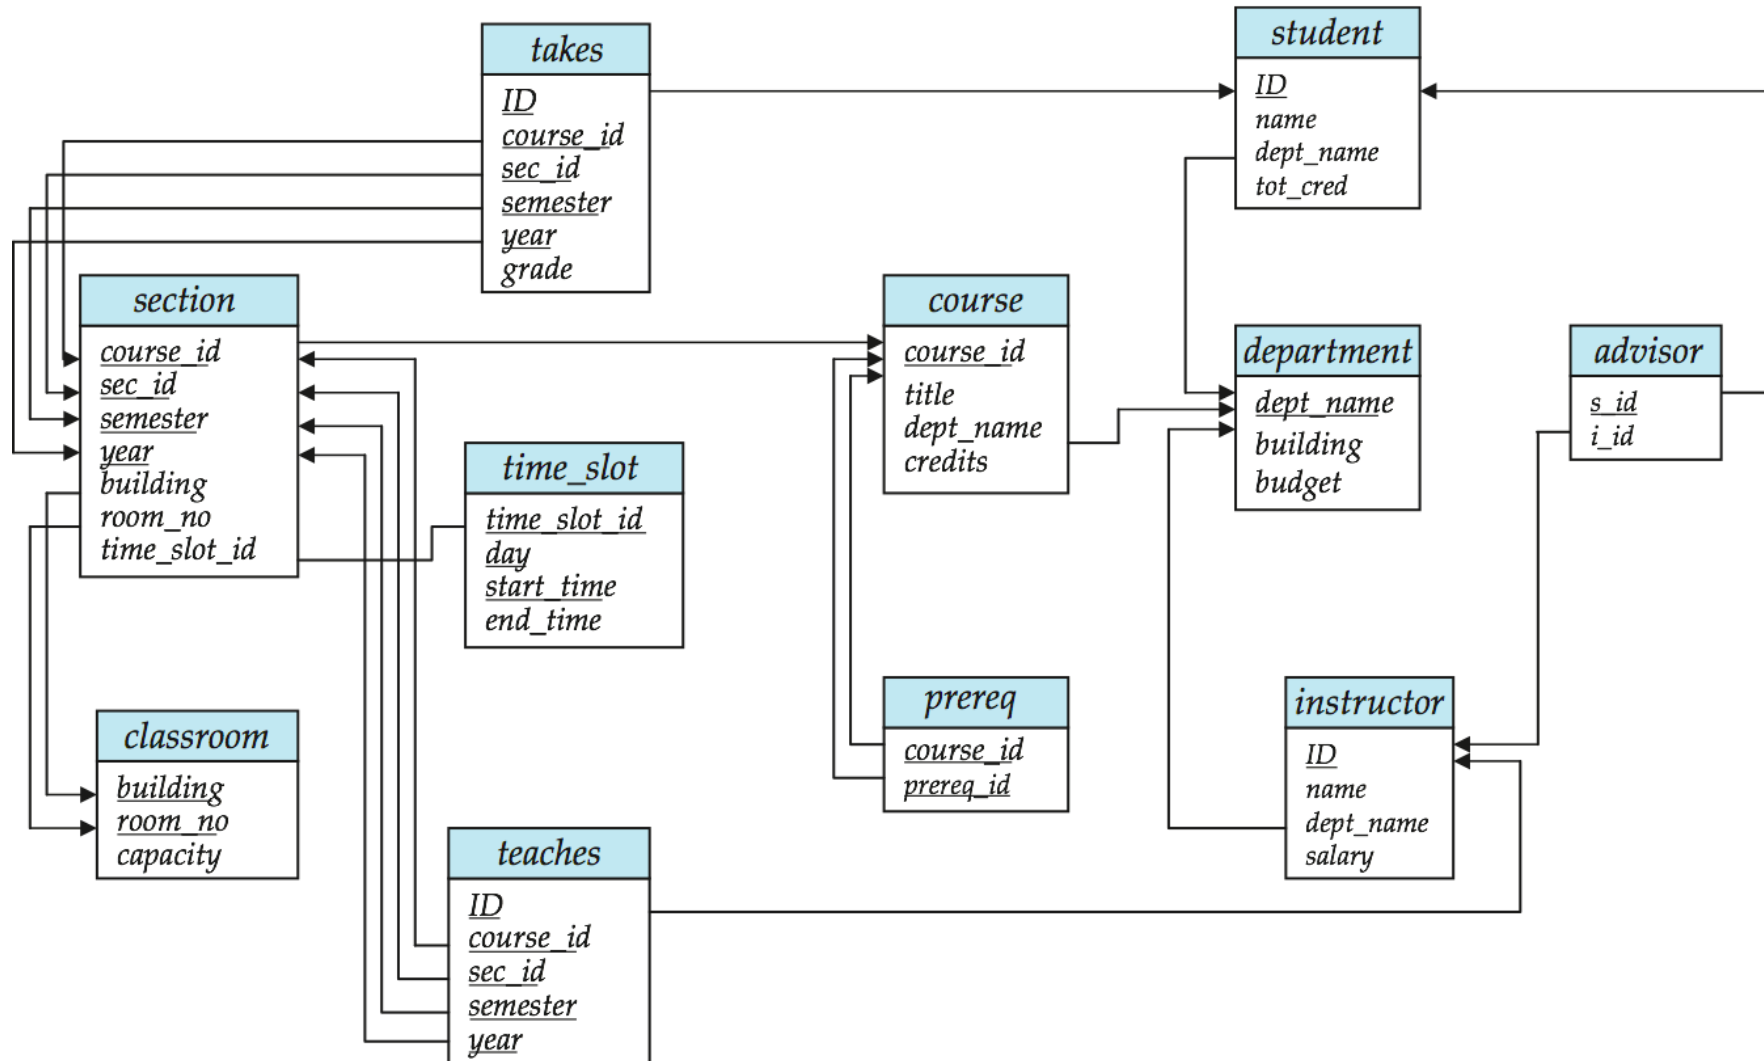 takes
ID
course_id
sec_id
semester
year
grade
student
ID
name
dept_name
tot_cred
section
course_id
sec_id
semester
year
building
room_no
time_slot_id
time_slot
time_slot_id
day
start_time
end_time
course
course_id
title
dept_name
credits
department
dept_name
building
budget
advisor
s_id
i_id
classroom
building
room_no
capacity
prereq
course_id
prereq_id
instructor
ID
name
dept_name
salary
teaches
ID
course_id
sec_id
semester
year